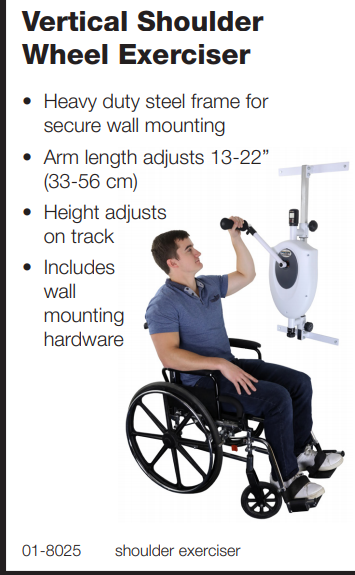 Vertical Shoulder
Wheel Exerciser
• Heavy duty steel frame for
secure wall mounting
• Arm length adjusts 13-22”
(33-56 cm)
• Height adjusts
on track
• Includes
wall
mounting
hardware
01-8025 shoulder exerciser